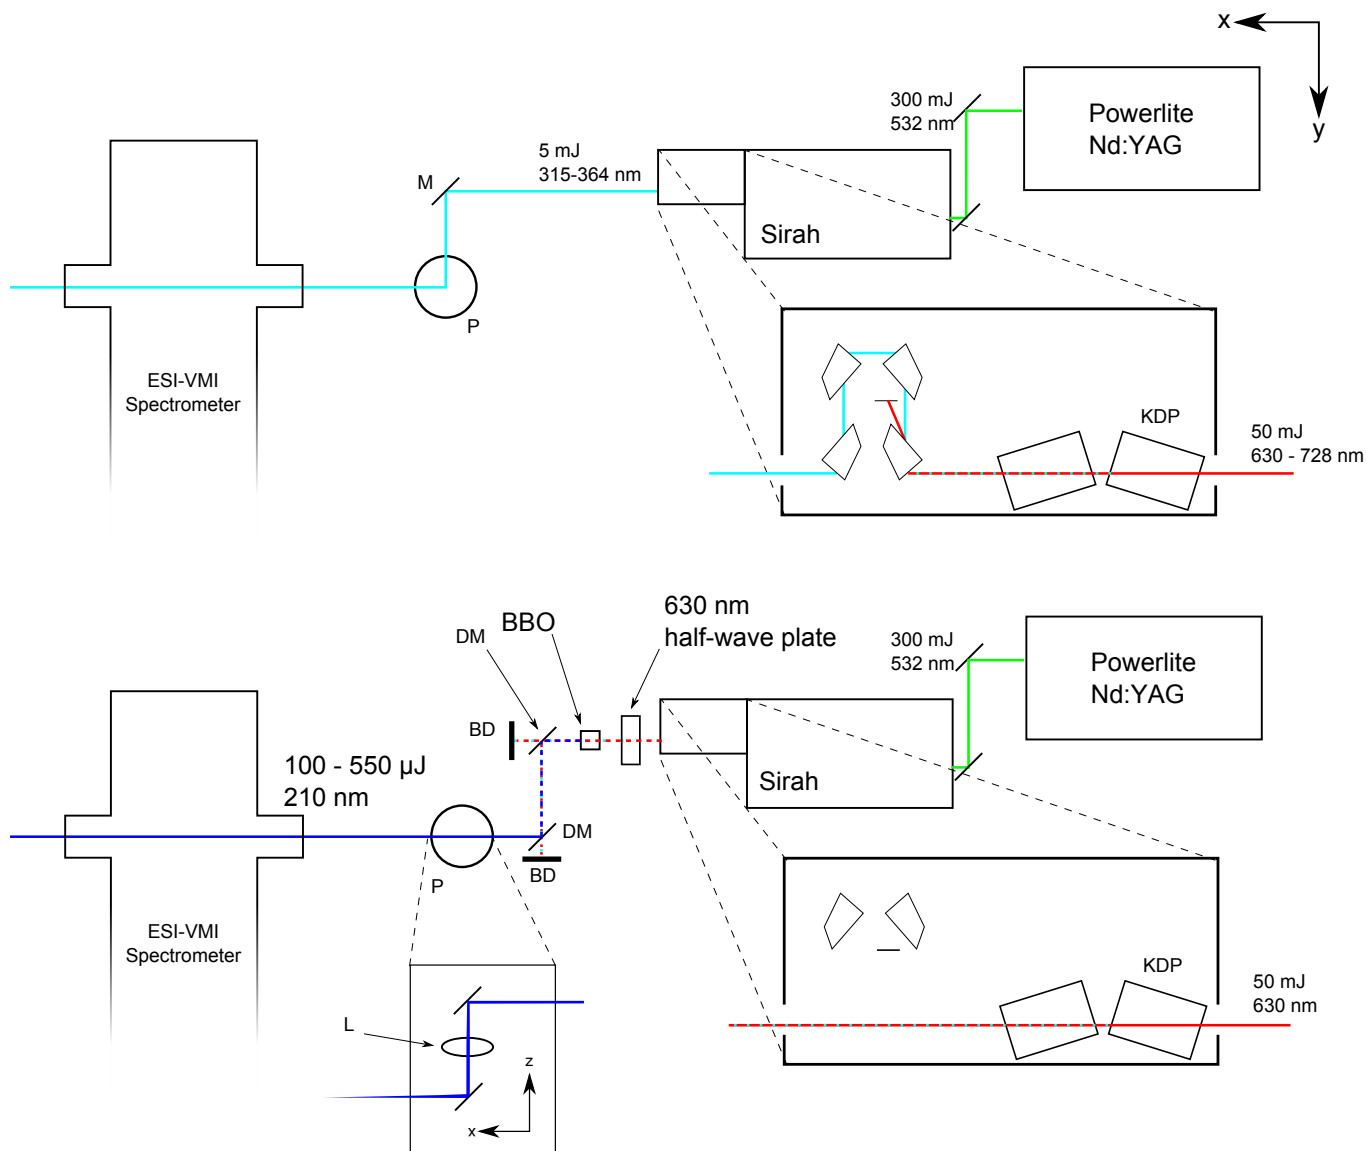 x
y
300 mJ
532 nm
Powerlite
Nd:YAG
5 mJ
315-364 nm
M
Sirah
P
ESI-VMI
Spectrometer
KDP
50 mJ
630 - 728 nm
630 nm
half-wave plate
BBO
DM
300 mJ
532 nm
Powerlite
Nd:YAG
BD
Sirah
100 - 550 µJ
210 nm
DM
BD
P
ESI-VMI
Spectrometer
KDP
50 mJ
630 nm
L
z
x